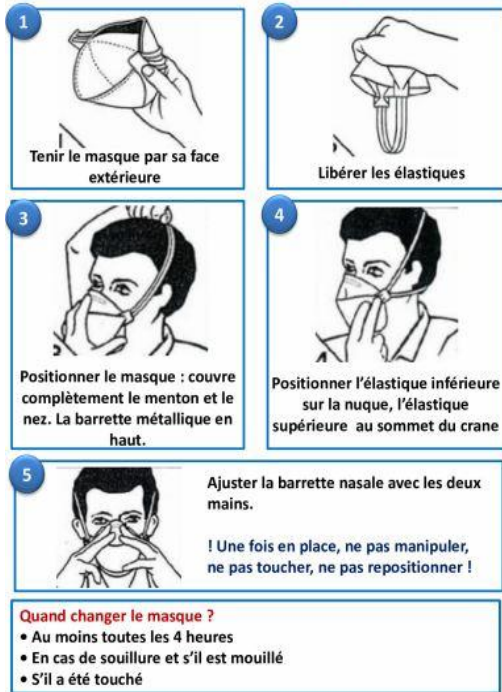 1
Tenir le masque par sa face
extérieure
2
Libérer les élastiques
3
Positionner le masque : couvre
complètement le menton et le
nez. La barrette métallique en
haut.
4
Positionner l'élastique inférieure
sur la nuque, l'élastique
supérieure au sommet du crane
5
Ajuster la barrette nasale avec les deux
mains.
! Une fois en place, ne pas manipuler,
ne pas toucher, ne pas repositionner !
Quand changer le masque ?
• Au moins toutes les 4 heures
• En cas de souillure et s'il est mouillé
• S'il a été touché